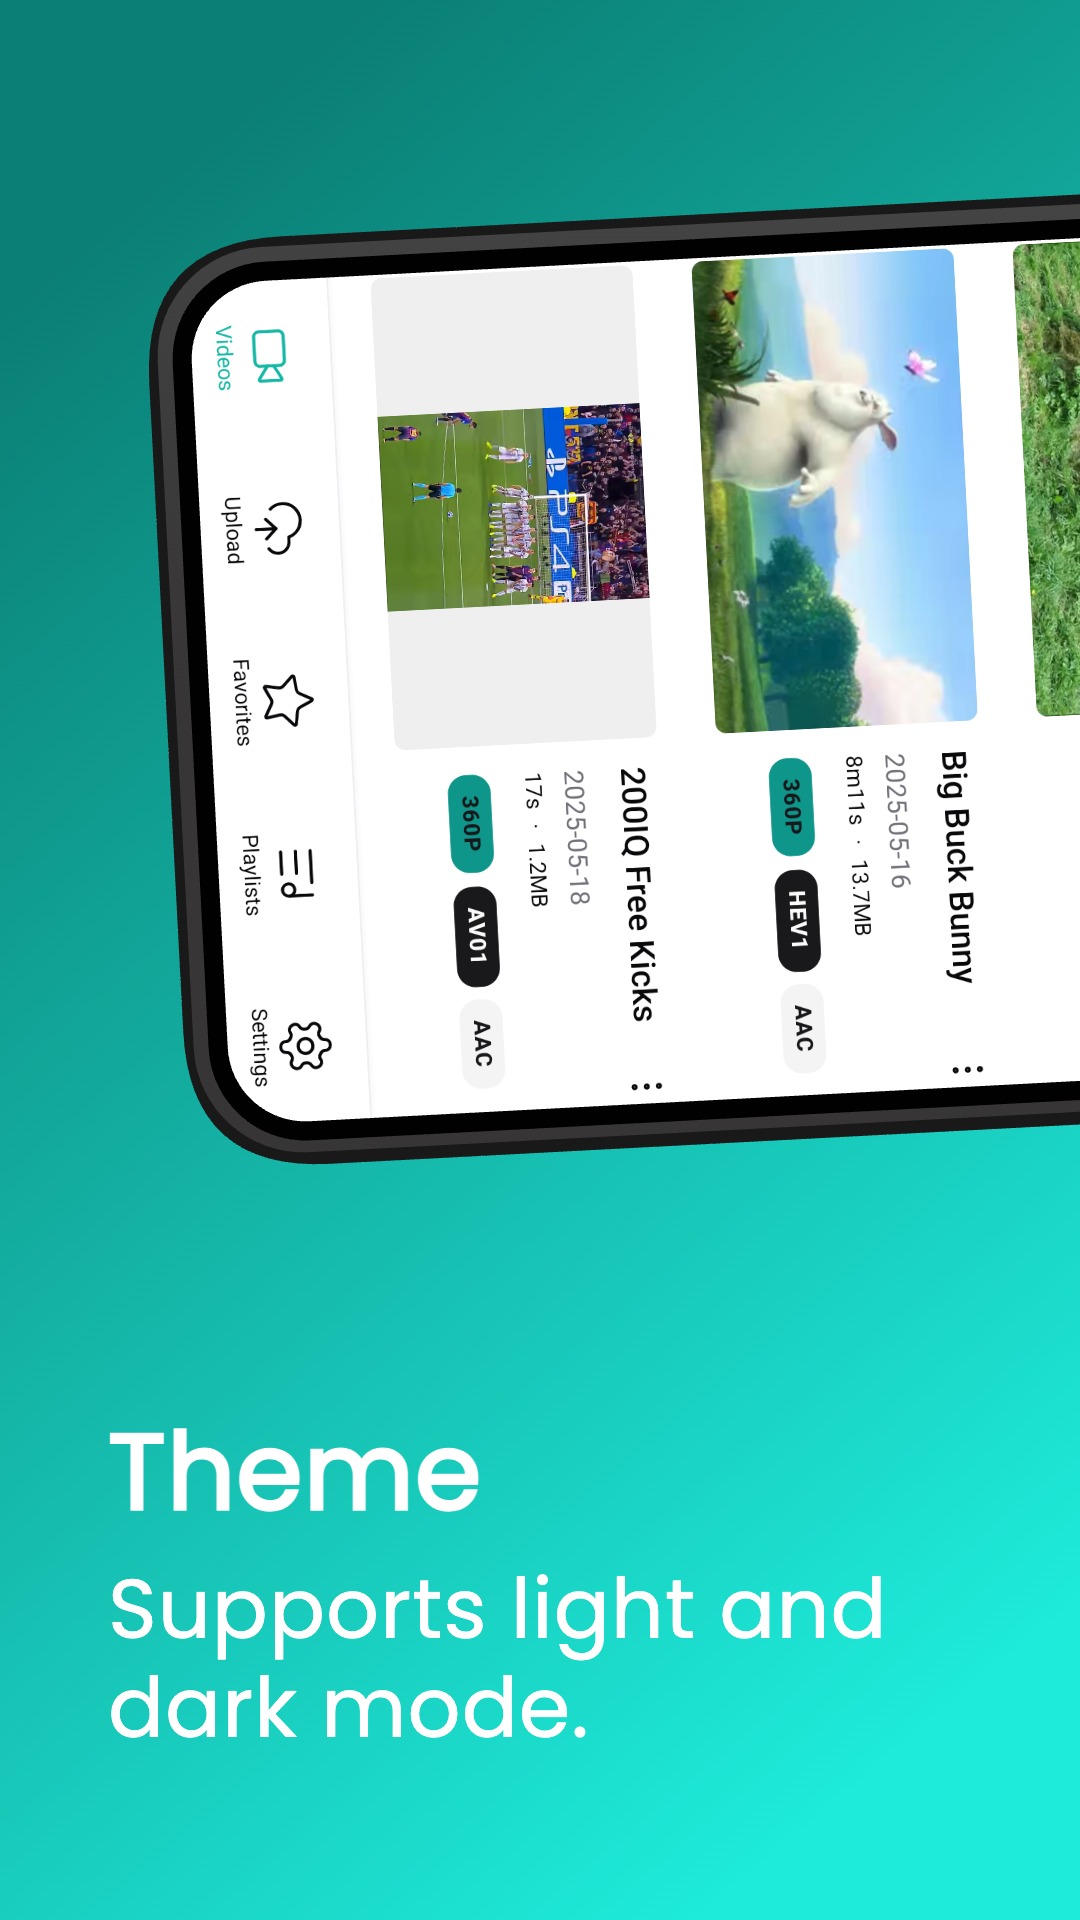 Big Buck Bunny
2025-05-16
8m11s · 13.7MB
360P HEV1 AAC
PS4
200IQ Free Kicks
2025-05-18
17s · 1.2MB
360P AV01 AAC
Videos
Upload
Favorites
Playlists
Settings
Theme
Supports light and
dark mode.